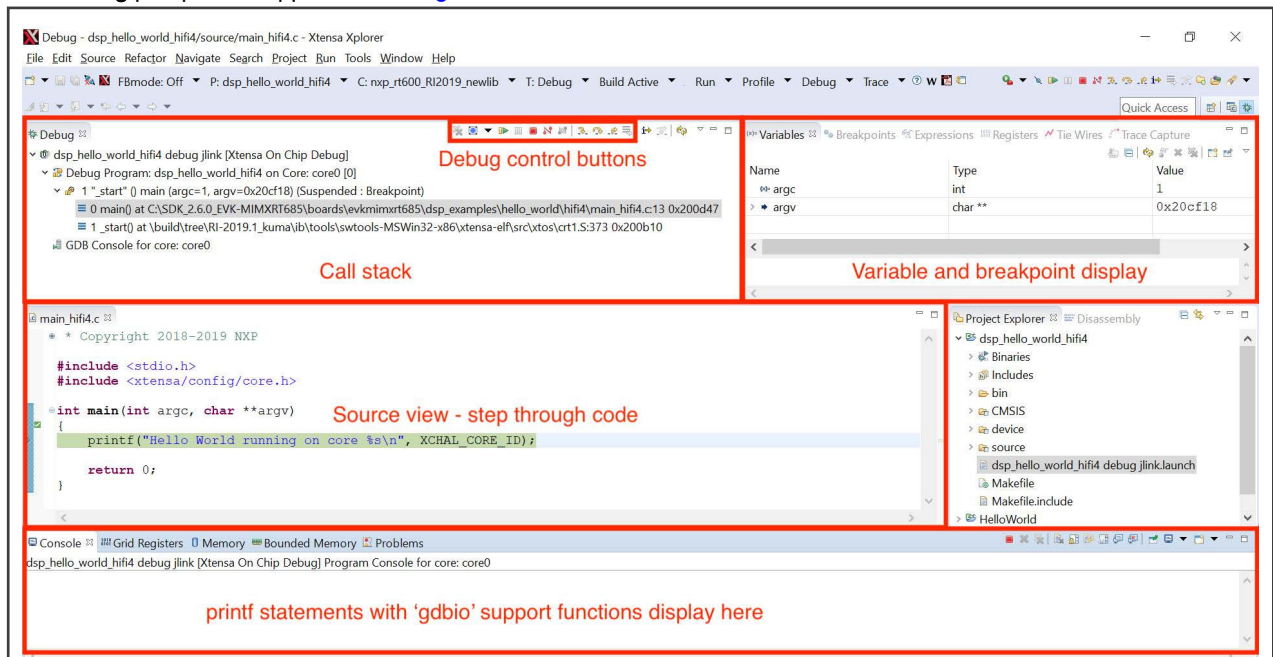 Debug - dsp_hello_world_hifi4/source/main_hifi4.c - Xtensa Xplorer
File Edit Source Refactor Navigate Search Project Run Tools Window Help
FBmode: Off P: dsp_hello_world_hifi4 C: nxp_rt600_RI2019_newlib T: Debug Build Active Run Profile Debug Trace
Quick Access
Debug
Debug control buttons
dsp_hello_world_hifi4 debug jlink [Xtensa On Chip Debug]
Debug Program: dsp_hello_world_hifi4 on Core: core0 [0]
1 "_start" () main (argc=1, argv=0x20cf18) (Suspended : Breakpoint)
0 main() at C:\SDK_2.6.0_EVK-MIMXRT685\boards\evkmimxrt685\dsp_examples\hello_world\hifi4\main_hifi4.c:13 0x200d47
1 _start() at \build\tree\RI-2019.1_kuma\ib\tools\swtools-MSWin32-x86\xtensa-elf\src\xtos\crt1.S:373 0x200b10
GDB Console for core: core0
Call stack
Variables Breakpoints Expressions Registers Tie Wires Trace Capture
Name Type Value
argc int 1
argv char ** 0x20cf18
Variable and breakpoint display
main_hifi4.c
* Copyright 2018-2019 NXP
#include <stdio.h>
#include <xtensa/config/core.h>
int main(int argc, char **argv)
Source view - step through code
{
printf("Hello World running on core %s\n", XCHAL_CORE_ID);
return 0;
}
Project Explorer Disassembly
dsp_hello_world_hifi4
Binaries
Includes
bin
CMSIS
device
source
dsp_hello_world_hifi4 debug jlink.launch
Makefile
Makefile.include
HelloWorld
Console Grid Registers Memory Bounded Memory Problems
dsp_hello_world_hifi4 debug jlink [Xtensa On Chip Debug] Program Console for core: core0
printf statements with 'gdbio' support functions display here